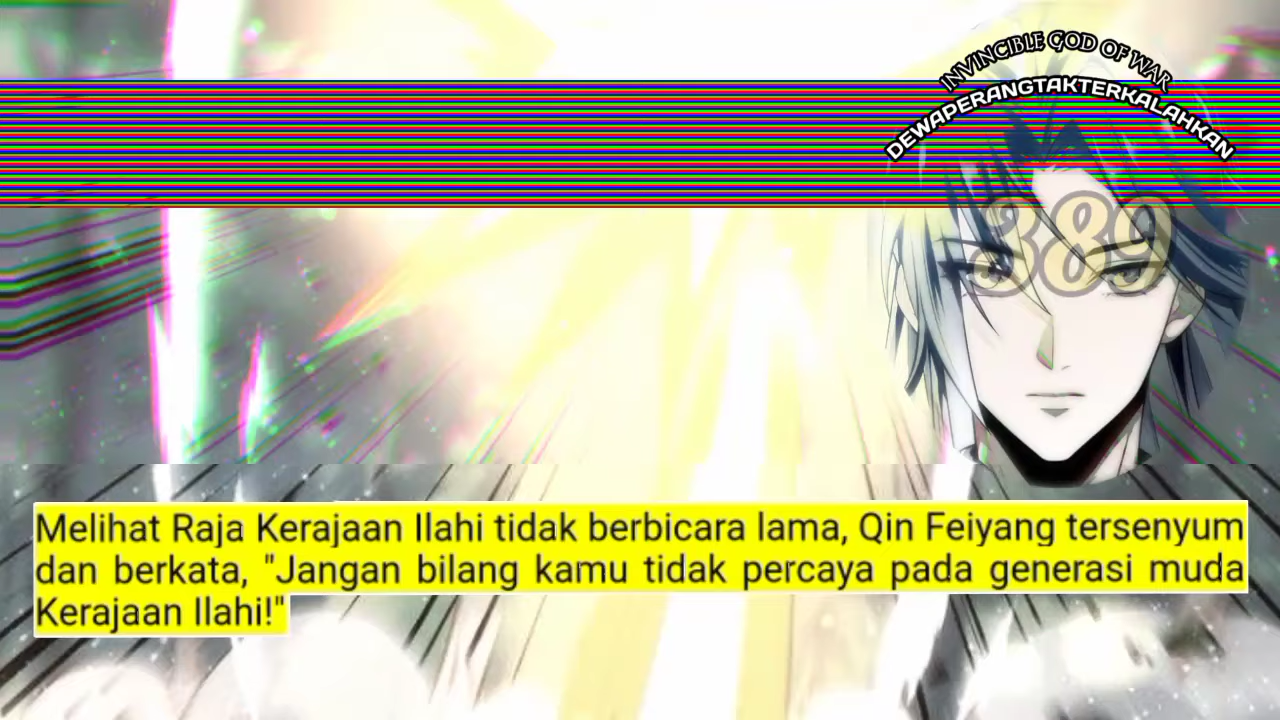 INVINCIBLE GOD OF WAR
DEWAPERANGTAKTERKALAHKAN
389
Melihat Raja Kerajaan Ilahi tidak berbicara lama, Qin Feiyang tersenyum
dan berkata, "Jangan bilang kamu tidak percaya pada generasi muda
Kerajaan Ilahi!"